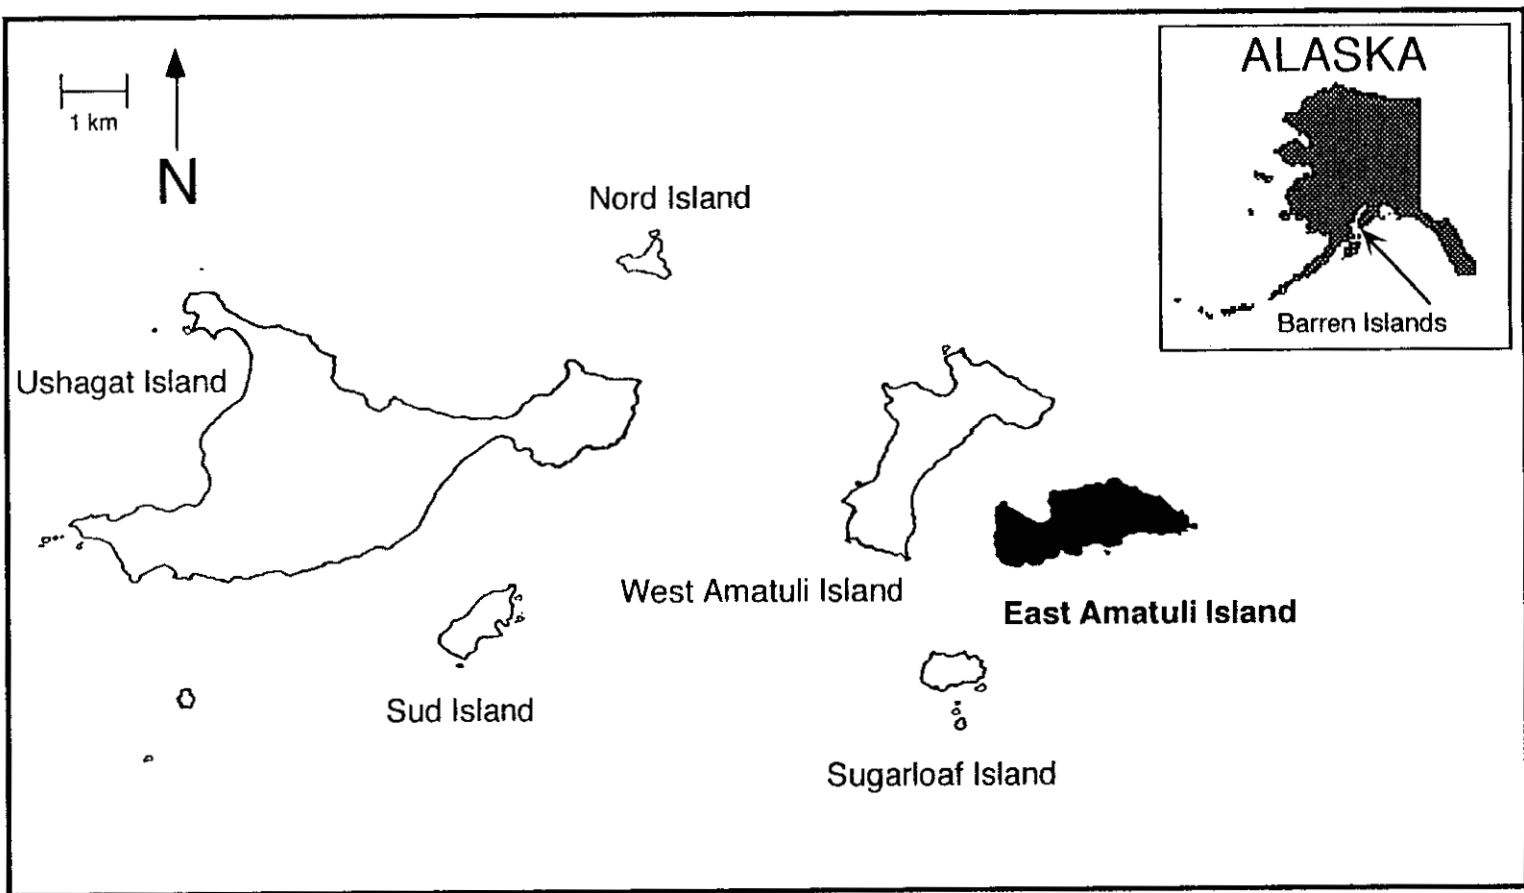 ALASKA
1 km
N
Nord Island
Barren Islands
Ushagat Island
West Amatuli Island
East Amatuli Island
Sud Island
Sugarloaf Island